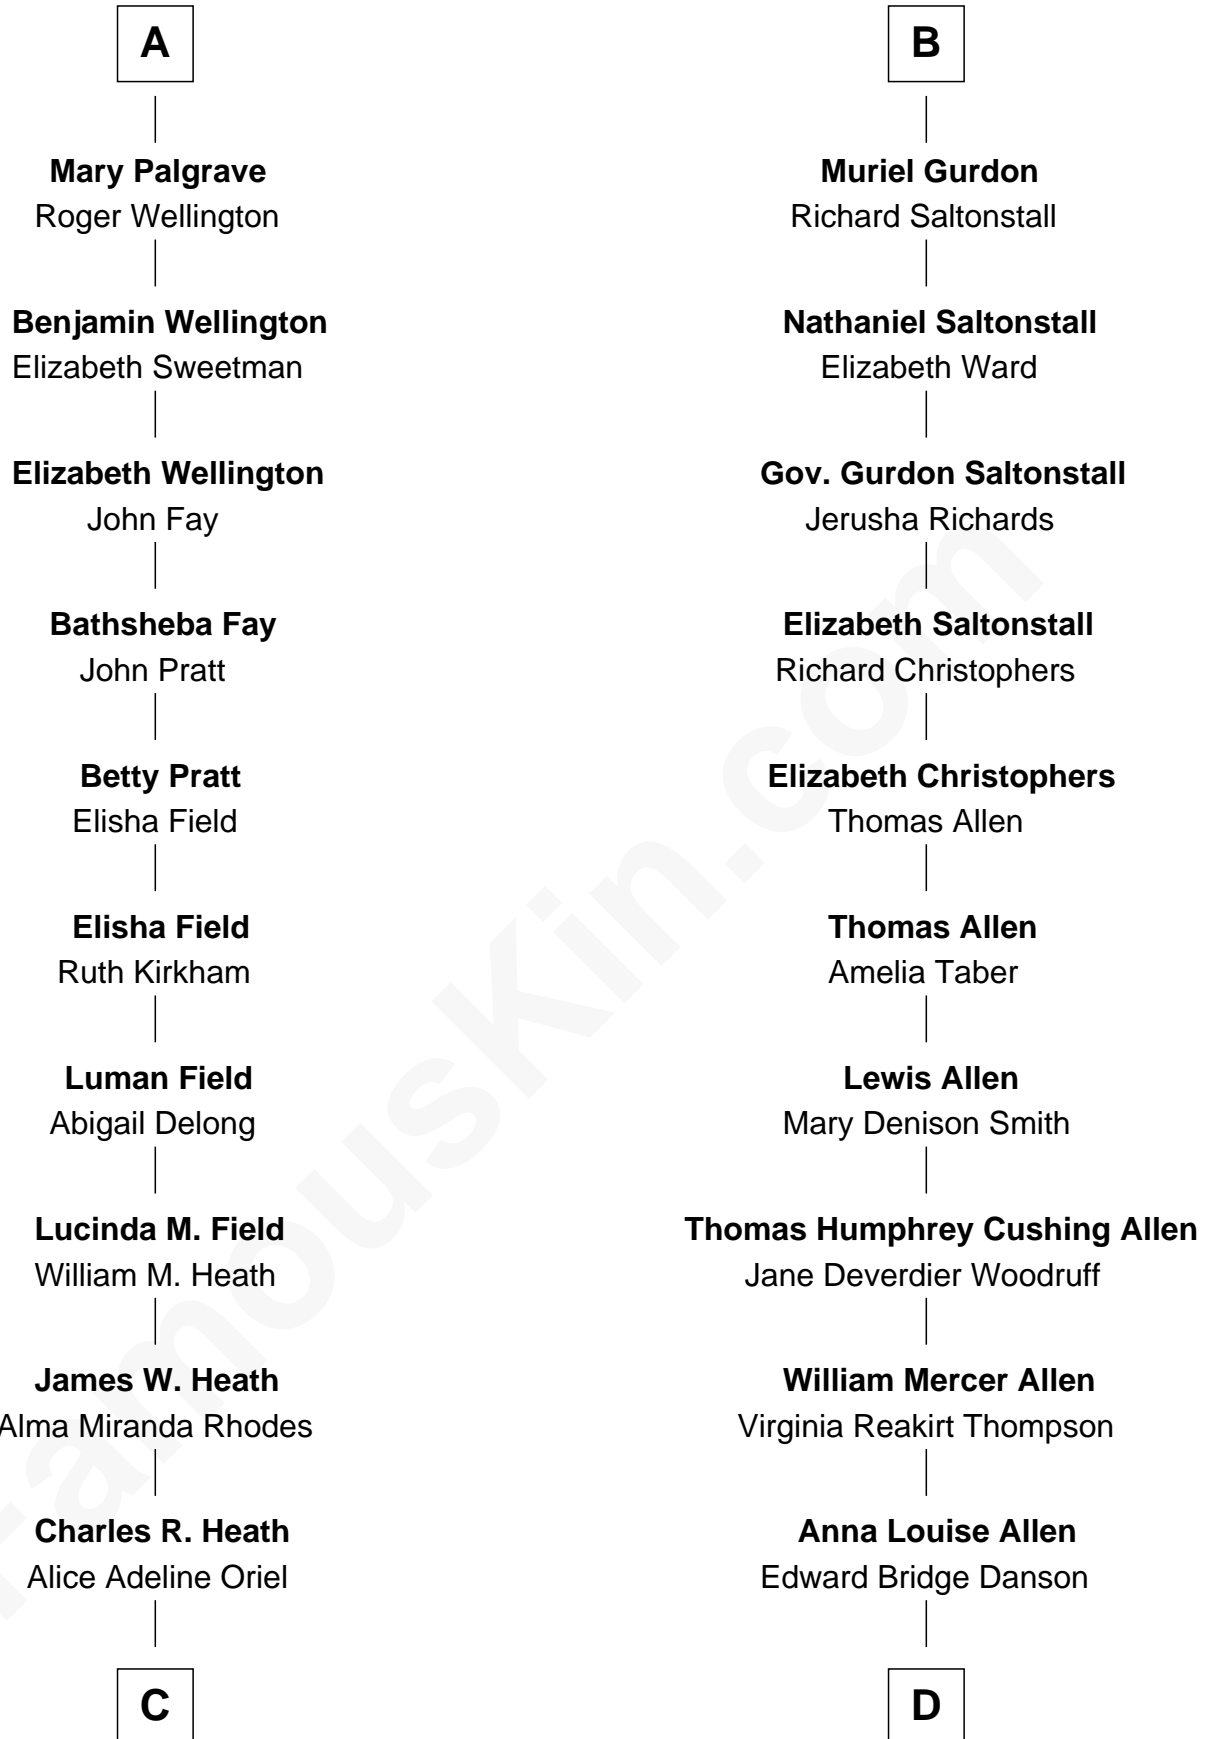 A
Mary Palgrave
Roger Wellington
Benjamin Wellington
Elizabeth Sweetman
Elizabeth Wellington
John Fay
Bathsheba Fay
John Pratt
Betty Pratt
Elisha Field
Elisha Field
Ruth Kirkham
Luman Field
Abigail Delong
Lucinda M. Field
William M. Heath
James W. Heath
Alma Miranda Rhodes
Charles R. Heath
Alice Adeline Oriel
C
B
Muriel Gurdon
Richard Saltonstall
Nathaniel Saltonstall
Elizabeth Ward
Gov. Gurdon Saltonstall
Jerusha Richards
Elizabeth Saltonstall
Richard Christophers
Elizabeth Christophers
Thomas Allen
Thomas Allen
Amelia Taber
Lewis Allen
Mary Denison Smith
Thomas Humphrey Cushing Allen
Jane Deverdier Woodruff
William Mercer Allen
Virginia Reakirt Thompson
Anna Louise Allen
Edward Bridge Danson
D
FamousKin.com